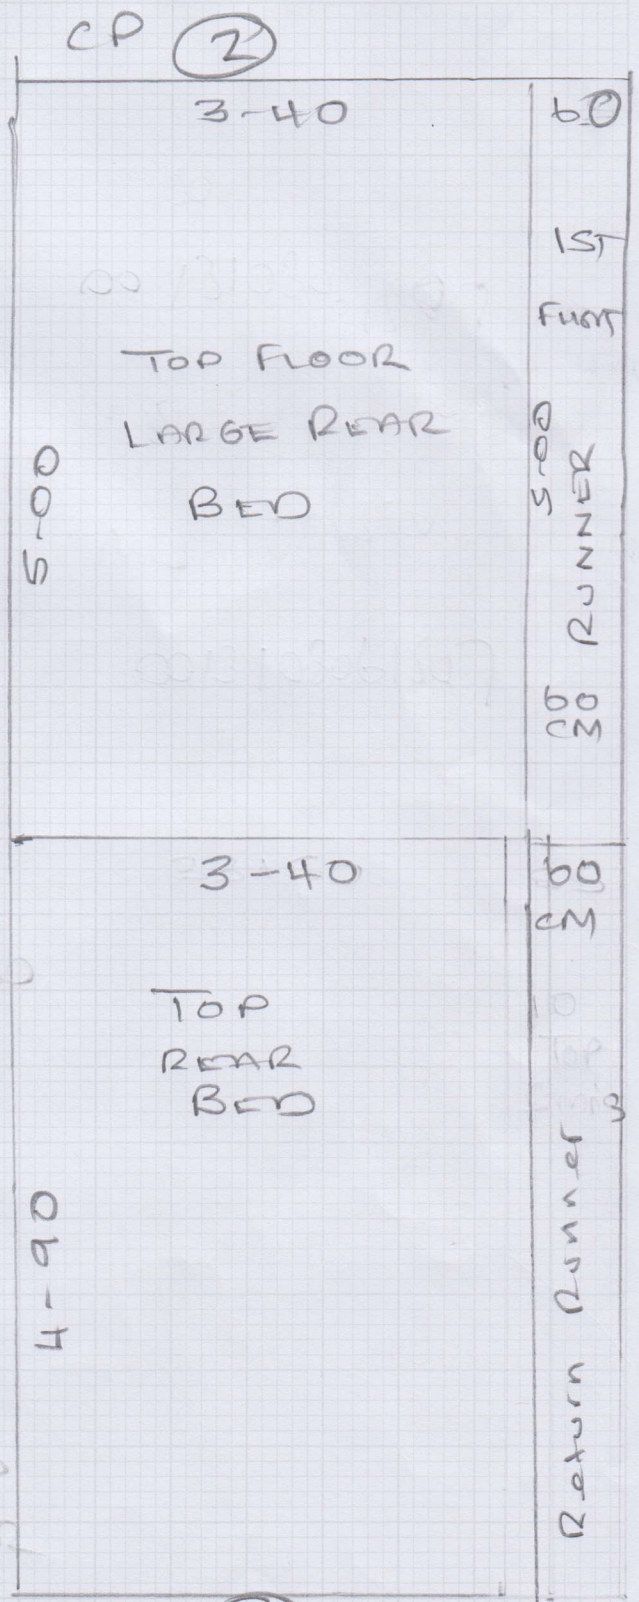 CP 2
3-40
60
1ST
FLIGHT
TOP FLOOR
LARGE REAR
BED
5-00
5-00
RUNNER
60
CM
3-40
60
CM
TOP
REAR
BED
4-90
Return Runner